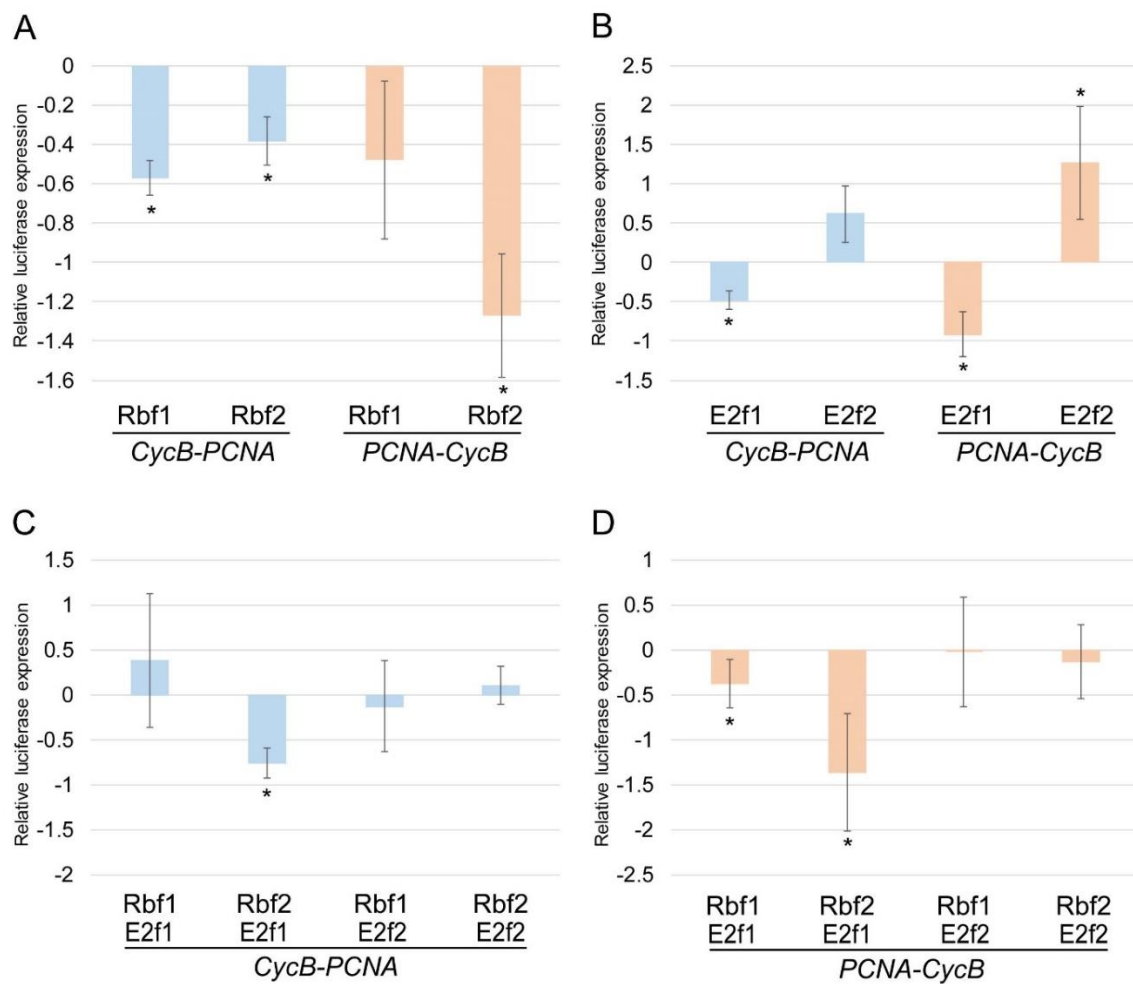 A
Relative luciferase expression
0
-0.2
-0.4
-0.6
-0.8
-1
-1.2
-1.4
-1.6
*
*
*
Rbf1 Rbf2 Rbf1 Rbf2
CycB-PCNA PCNA-CycB
B
Relative luciferase expression
2.5
2
1.5
1
0.5
0
-0.5
-1
-1.5
*
*
*
E2f1 E2f2 E2f1 E2f2
CycB-PCNA PCNA-CycB
C
Relative luciferase expression
1.5
1
0.5
0
-0.5
-1
-1.5
-2
*
Rbf1 Rbf2 Rbf1 Rbf2
E2f1 E2f1 E2f2 E2f2
CycB-PCNA
D
Relative luciferase expression
1
0.5
0
-0.5
-1
-1.5
-2
-2.5
*
*
Rbf1 Rbf2 Rbf1 Rbf2
E2f1 E2f1 E2f2 E2f2
PCNA-CycB